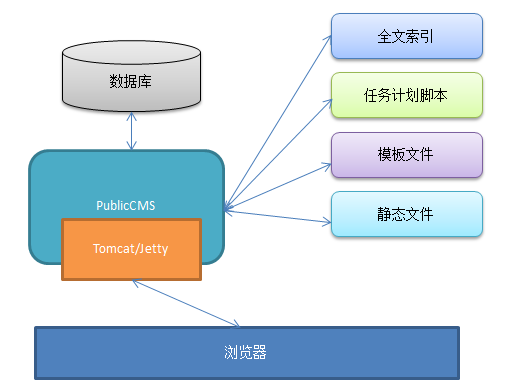 全文索引
数据库
任务计划脚本
模板文件
PublicCMS
静态文件
Tomcat/Jetty
浏览器